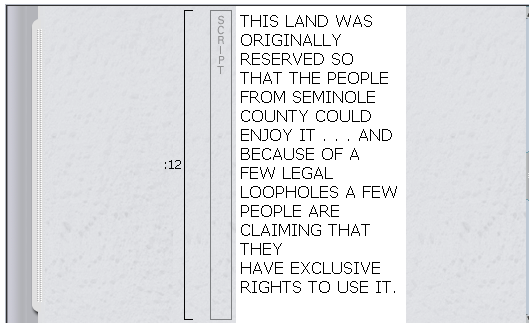 SCRIPT
:12
THIS LAND WAS
ORIGINALLY
RESERVED SO
THAT THE PEOPLE
FROM SEMINOLE
COUNTY COULD
ENJOY IT . . . AND
BECAUSE OF A
FEW LEGAL
LOOPHOLES A FEW
PEOPLE ARE
CLAIMING THAT
THEY
HAVE EXCLUSIVE
RIGHTS TO USE IT.